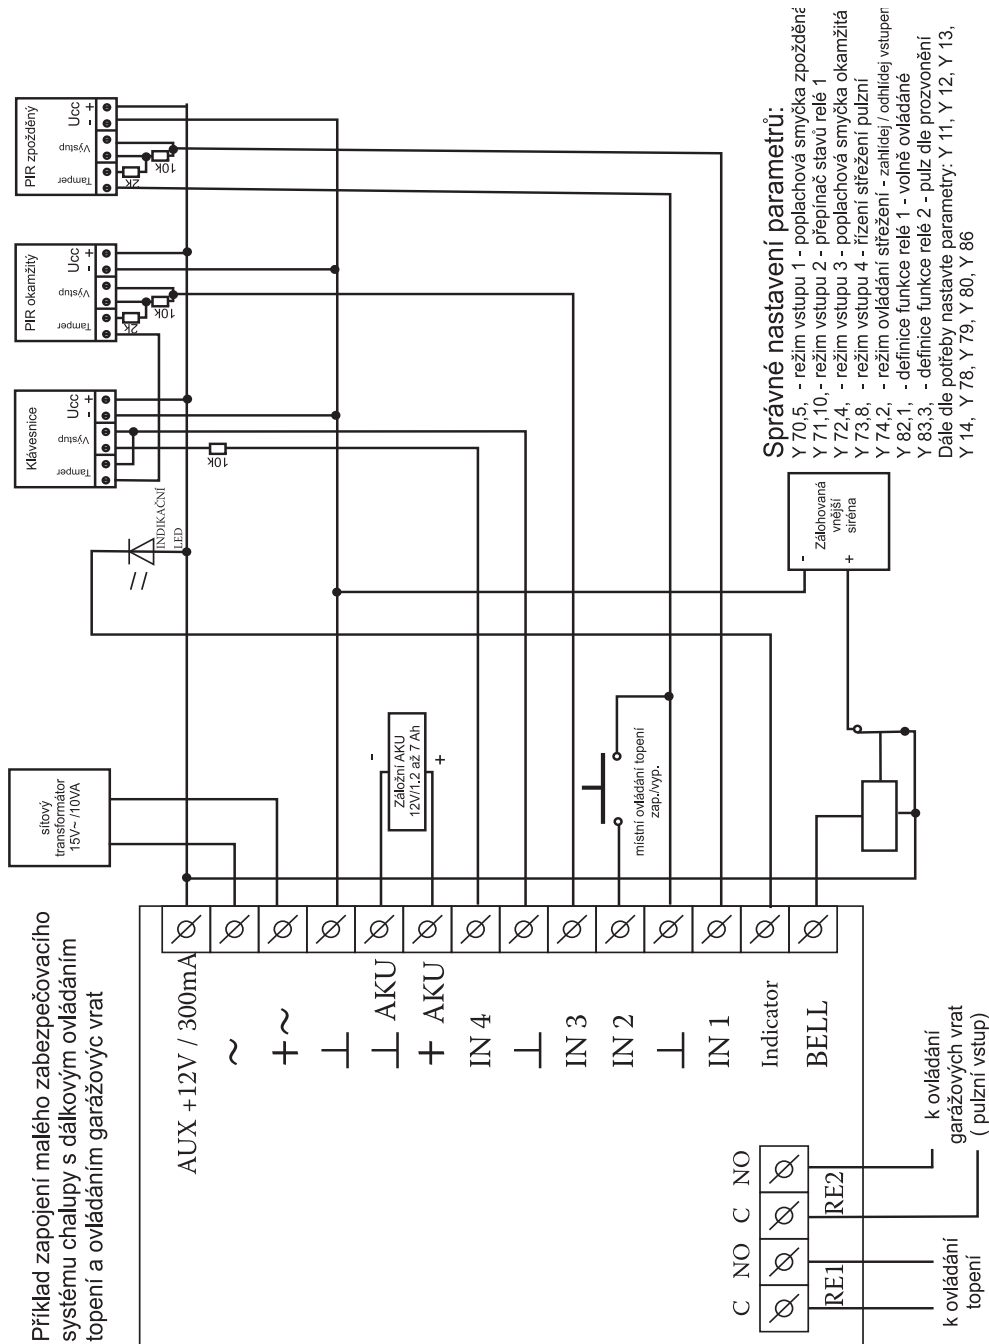 Příklad zapojení malého zabezpečovacího
systému chalupy s dálkovým ovládáním
topení a ovládáním garážovýc vrat
síťový
transformátor
15V~ /10VA
PIR zpožděný
Ucc
+
-
Výstup
Tamper
2k
10k
PIR okamžitý
Ucc
+
-
Výstup
Tamper
2k
10k
Klávesnice
Ucc
+
-
Výstup
Tamper
10k
INDIKAČNÍ
LED
-
Záložní AKU
12V/1.2 až 7 Ah
+
místní ovládání topení
zap./vyp.
Zálohovaná
vnější
siréna
-
+
AUX +12V / 300mA
~
+~
⊥
⊥ AKU
+ AKU
IN 4
⊥
IN 3
IN 2
⊥
IN 1
Indicator
BELL
C NO C NO
RE1 RE2
k ovládání
topení
k ovládání
garážových vrat
( pulzní vstup)
Správné nastavení parametrů:
Y 70,5, - režim vstupu 1 - poplachová smyčka zpožděná
Y 71,10, - režim vstupu 2 - přepínač stavů relé 1
Y 72,4, - režim vstupu 3 - poplachová smyčka okamžitá
Y 73,8, - režim vstupu 4 - řízení střežení pulzní
Y 74,2, - režim ovládání střežení - zahlídej / odhlídej vstupem
Y 82,1, - definice funkce relé 1 - volně ovládáné
Y 83,3, - definice funkce relé 2 - pulz dle prozvonění
Dále dle potřeby nastavte parametry: Y 11, Y 12, Y 13,
Y 14, Y 78, Y 79, Y 80, Y 86